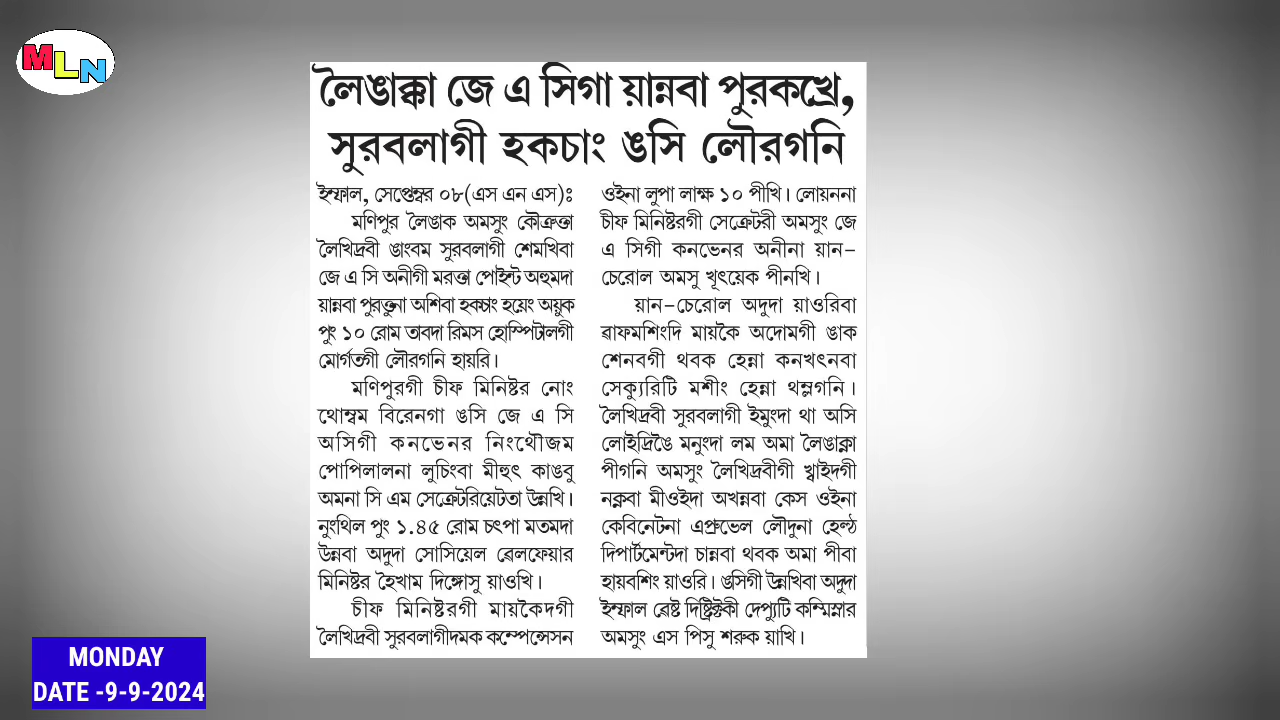 MLN
লৈঙাক্কা জে এ সিগা য়ান্নবা পুরকখ্রে,
সুরবলাগী হকচাং ঙসি লৌরগনি
ইম্ফাল, সেপ্তেম্বর ০৮(এস এন এস)ঃ
মণিপুর লৈঙাক অমসুং কৌব্রুক্তা
লৈখিদ্রবী ঙাংবম সুরবলাগী শেমখিবা
জে এ সি অনীগী মরক্তা পোইন্ট অহুমদা
য়ান্নবা পুরক্তুনা অশিবা হকচাং হয়েং অয়ুক
পুং ১০ রোম তাবদা রিমস হোস্পিটালগী
মোর্গতগী লৌরগনি হায়রি।
মণিপুরগী চীফ মিনিষ্টর নোং
থোম্বম বিরেনগা ঙসি জে এ সি
অসিগী কনভেনর নিংথৌজম
পোপিলালনা লুচিংবা মীহুৎ কাঙবু
অমনা সি এম সেক্রেটরিয়েটতা উন্নখি।
নুংথিল পুং ১.৪৫ রোম চৎপা মতমদা
উন্নবা অদুদা সোসিয়েল ৱেলফেয়ার
মিনিষ্টর হৈখাম দিঙ্গোসু য়াওখি।
চীফ মিনিষ্টরগী মায়কৈদগী
লৈখিদ্রবী সুরবলাগীদমক কম্পেন্সেসন
ওইনা লুপা লাক্ষ ১০ পীখি। লোয়ননা
চীফ মিনিষ্টরগী সেক্রেটরী অমসুং জে
এ সিগী কনভেনর অনীনা য়ান-
চেরোল অমসু খূৎয়েক পীনখি।
য়ান-চেরোল অদুদা য়াওরিবা
ৱাফমশিংদি মায়কৈ অদোমগী ঙাক
শেনবগী থবক হেন্না কনখৎনবা
সেক্যুরিটি মশীং হেন্না থম্লগনি।
লৈখিদ্রবী সুরবলাগী ইমুংদা থা অসি
লোইদ্রিঙৈ মনুংদা লম অমা লৈঙাক্না
পীগনি অমসুং লৈখিদ্রবীগী খ্বাইদগী
নক্নবা মীওইদা অখন্নবা কেস ওইনা
কেবিনেটনা এপ্রুভেল লৌদুনা হেল্থ
দিপার্টমেন্টদা চান্নবা থবক অমা পীবা
হায়বশিং য়াওরি। ঙসিগী উন্নখিবা অদুদা
ইম্ফাল ৱেষ্ট দিষ্ট্রিক্টকী দেপ্যুটি কমিস্নার
অমসুং এস পিসু শরুক য়াখি।
MONDAY
DATE -9-9-2024